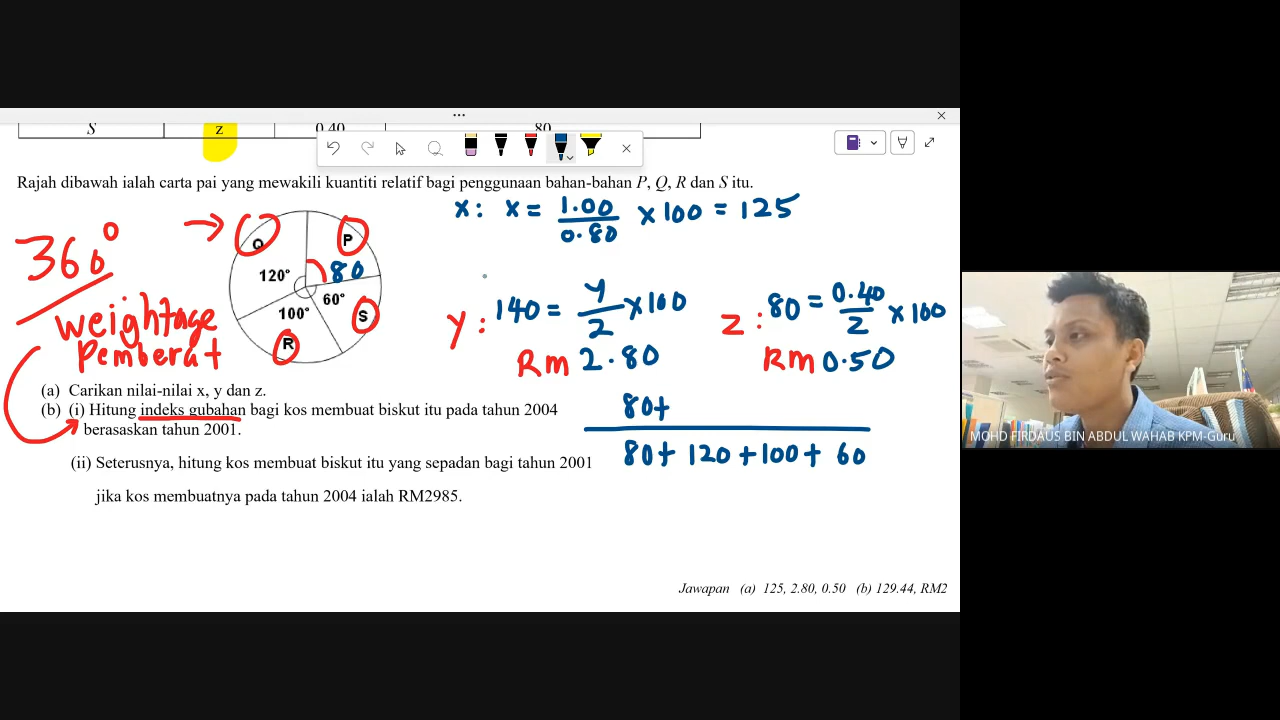 S z 0.40 80
Rajah dibawah ialah carta pai yang mewakili kuantiti relatif bagi penggunaan bahan-bahan P, Q, R dan S itu.
x: x = 1.00 / 0.80 x 100 = 125
360°
Q
P
80
120°
60°
100°
S
R
weightage
Pemberat
y: 140 = y / 2 x 100
Rm 2.80
z: 80 = 0.40 / z x 100
Rm 0.50
(a) Carikan nilai-nilai x, y dan z.
(b) (i) Hitung indeks gubahan bagi kos membuat biskut itu pada tahun 2004
berasaskan tahun 2001.
80+
80+ 120 + 100 + 60
(ii) Seterusnya, hitung kos membuat biskut itu yang sepadan bagi tahun 2001
jika kos membuatnya pada tahun 2004 ialah RM2985.
Jawapan (a) 125, 2.80, 0.50 (b) 129.44, RM2
MOHD FIRDAUS BIN ABDUL WAHAB KPM-Guru